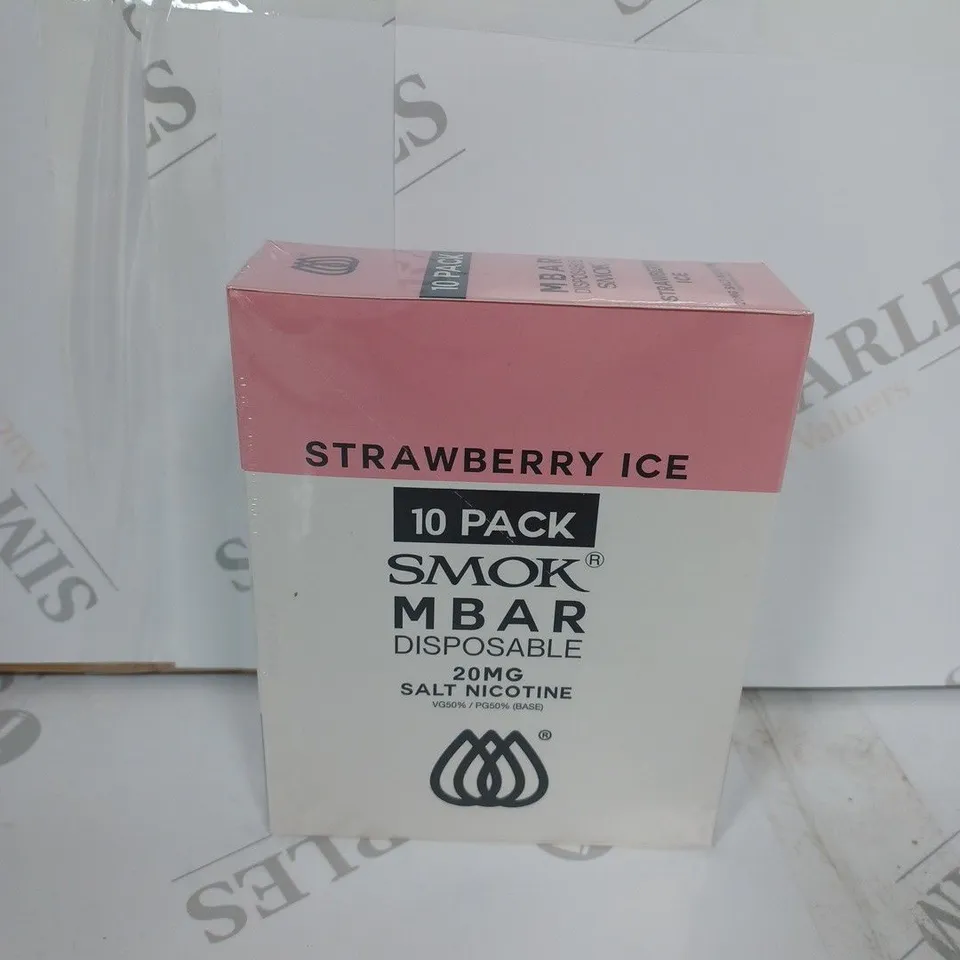 10 PACK
MBAR
DISPOSABLE
SMOK
STRAWBERRY
ICE
STRAWBERRY ICE
10 PACK
SMOK®
MBAR
DISPOSABLE
20MG
SALT NICOTINE
VG50% / PG50% (BASE)
®